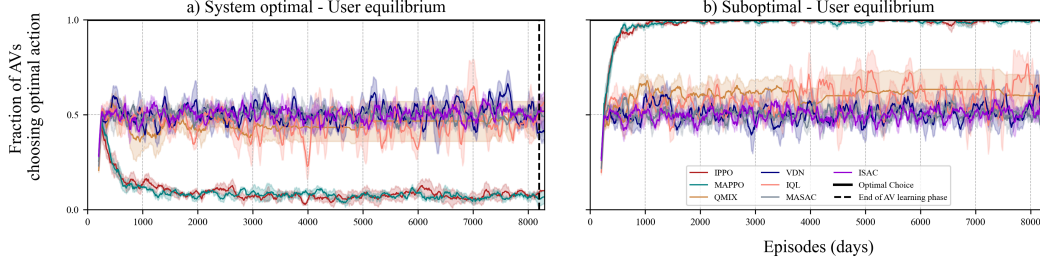 a) System optimal - User equilibrium
b) Suboptimal - User equilibrium
Fraction of AVs
choosing optimal action
1.0
0.5
0.0
0 1000 2000 3000 4000 5000 6000 7000 8000
0 1000 2000 3000 4000 5000 6000 7000 8000
IPPO
MAPPO
QMIX
VDN
IQL
MASAC
ISAC
Optimal Choice
End of AV learning phase
Episodes (days)